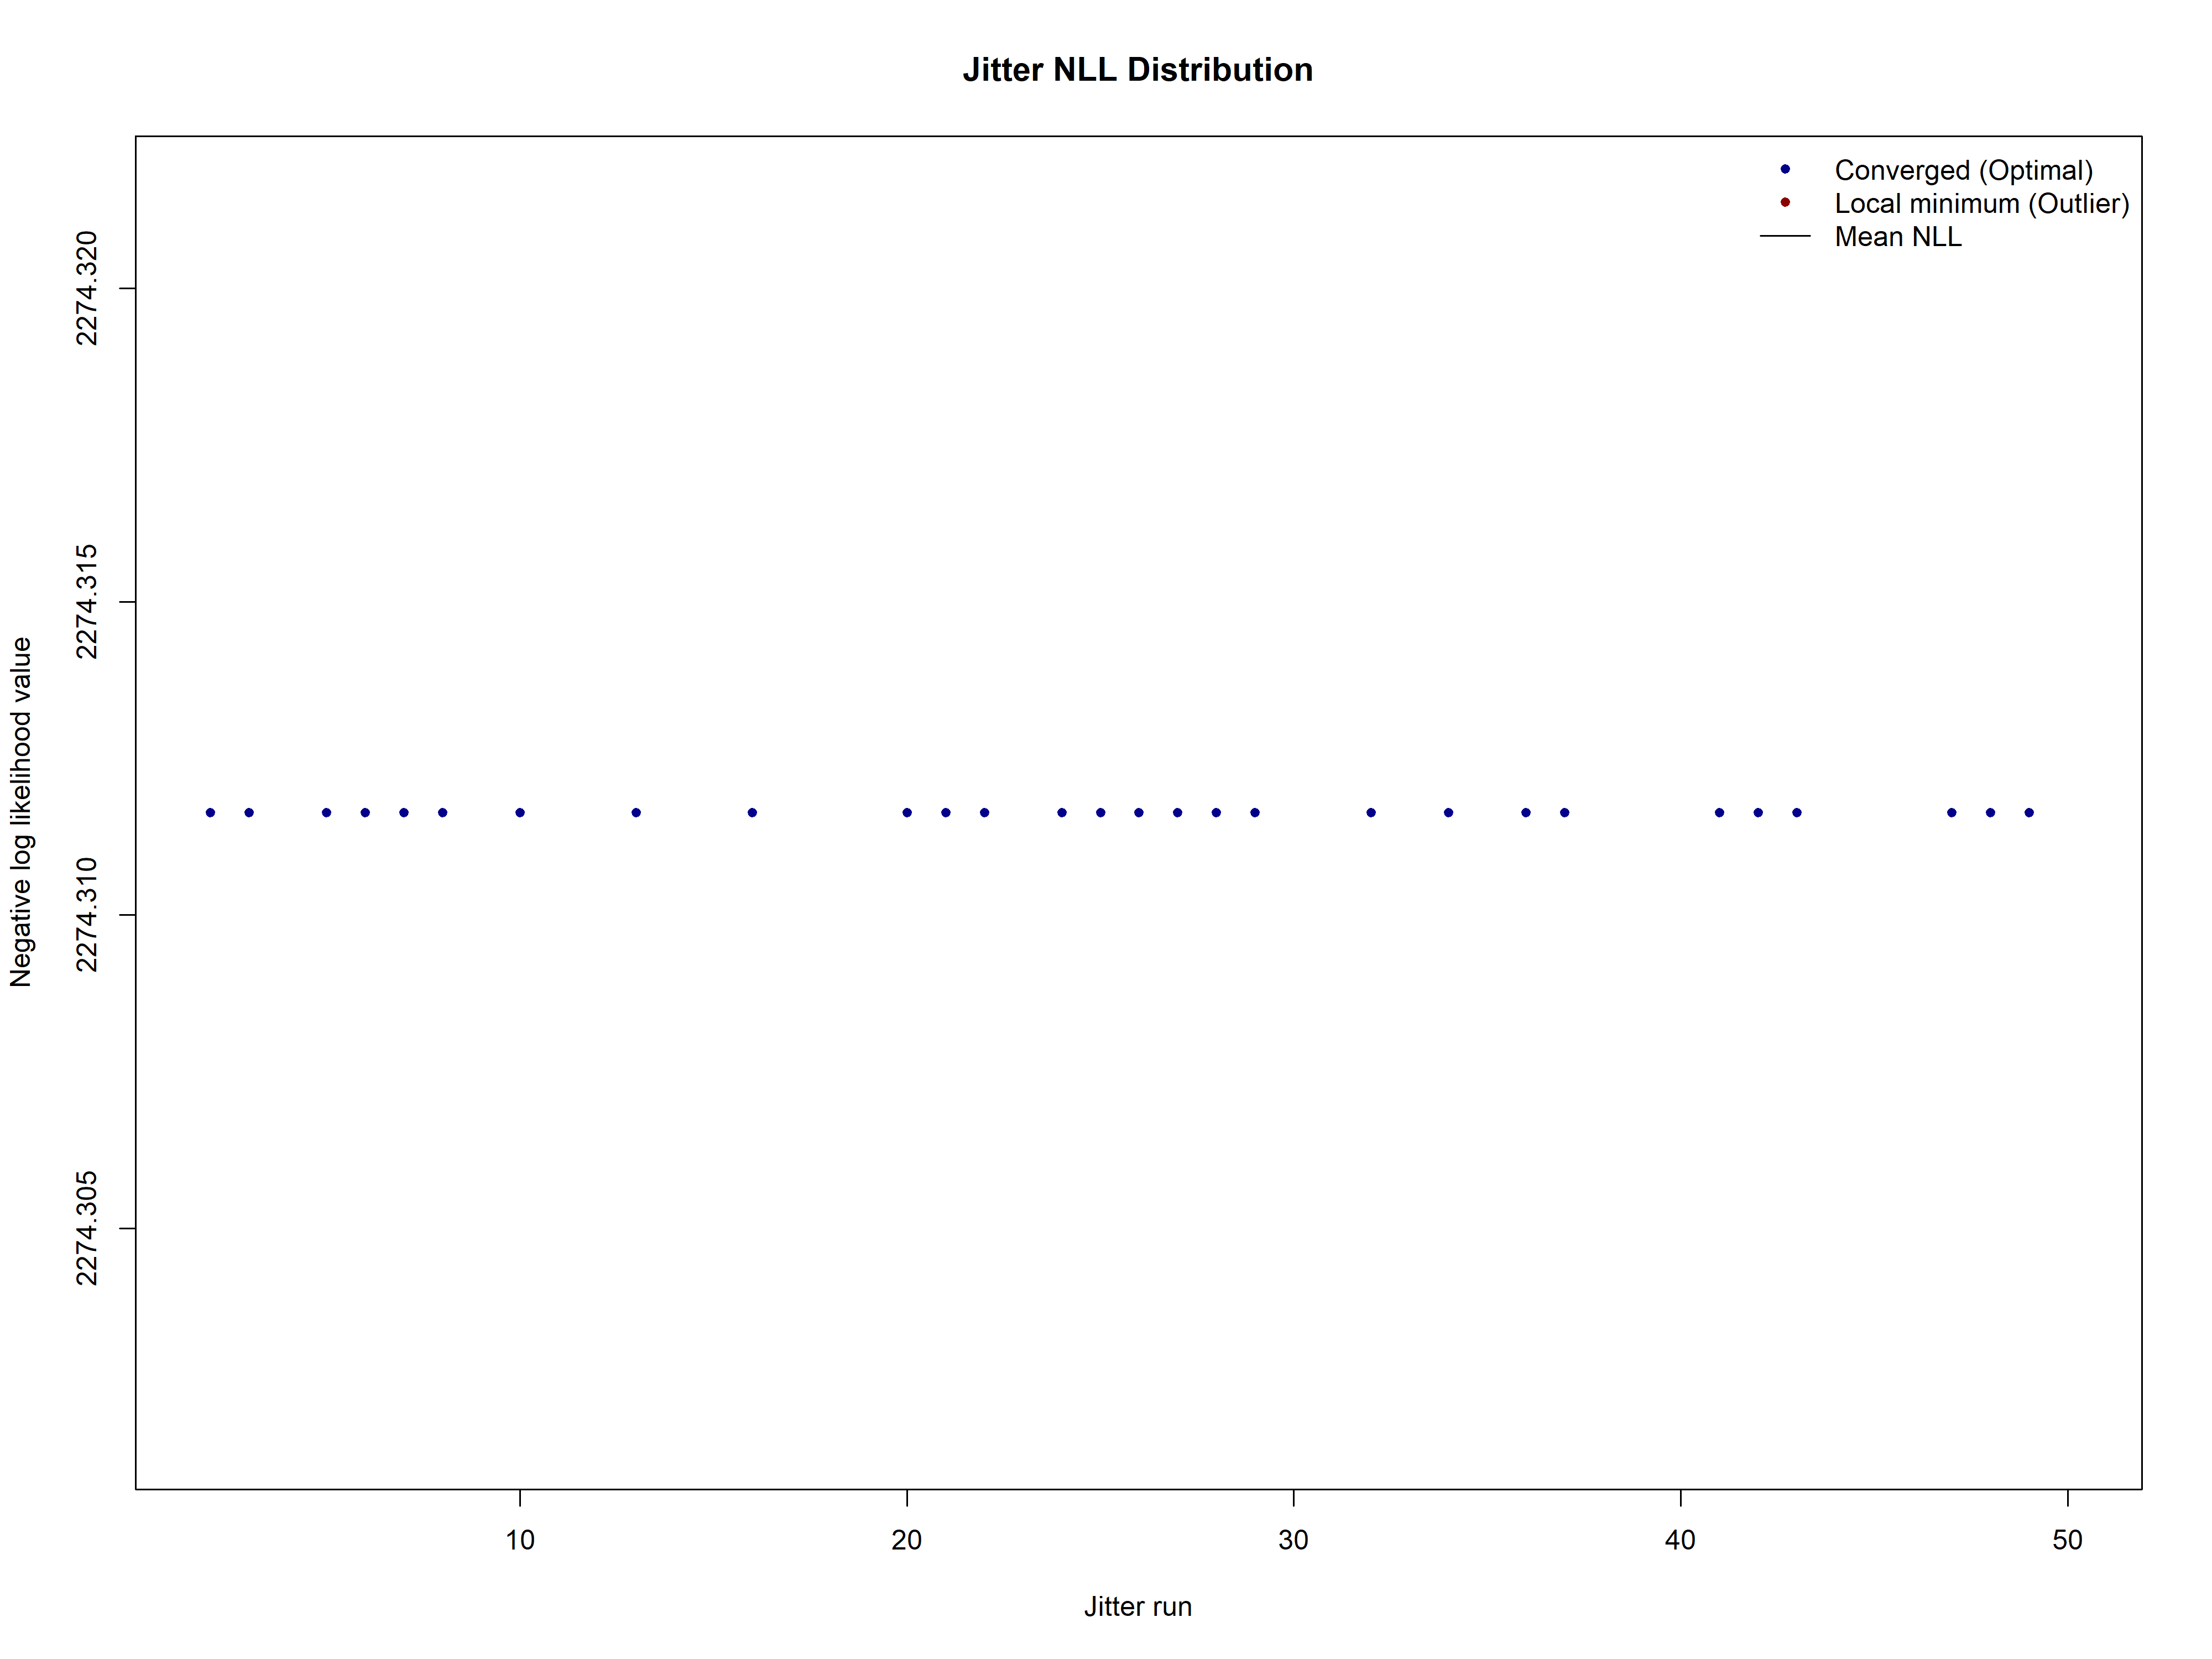 Jitter NLL Distribution
Converged (Optimal)
Local minimum (Outlier)
Mean NLL
Negative log likelihood value
2274.320
2274.315
2274.310
2274.305
10
20
30
40
50
Jitter run